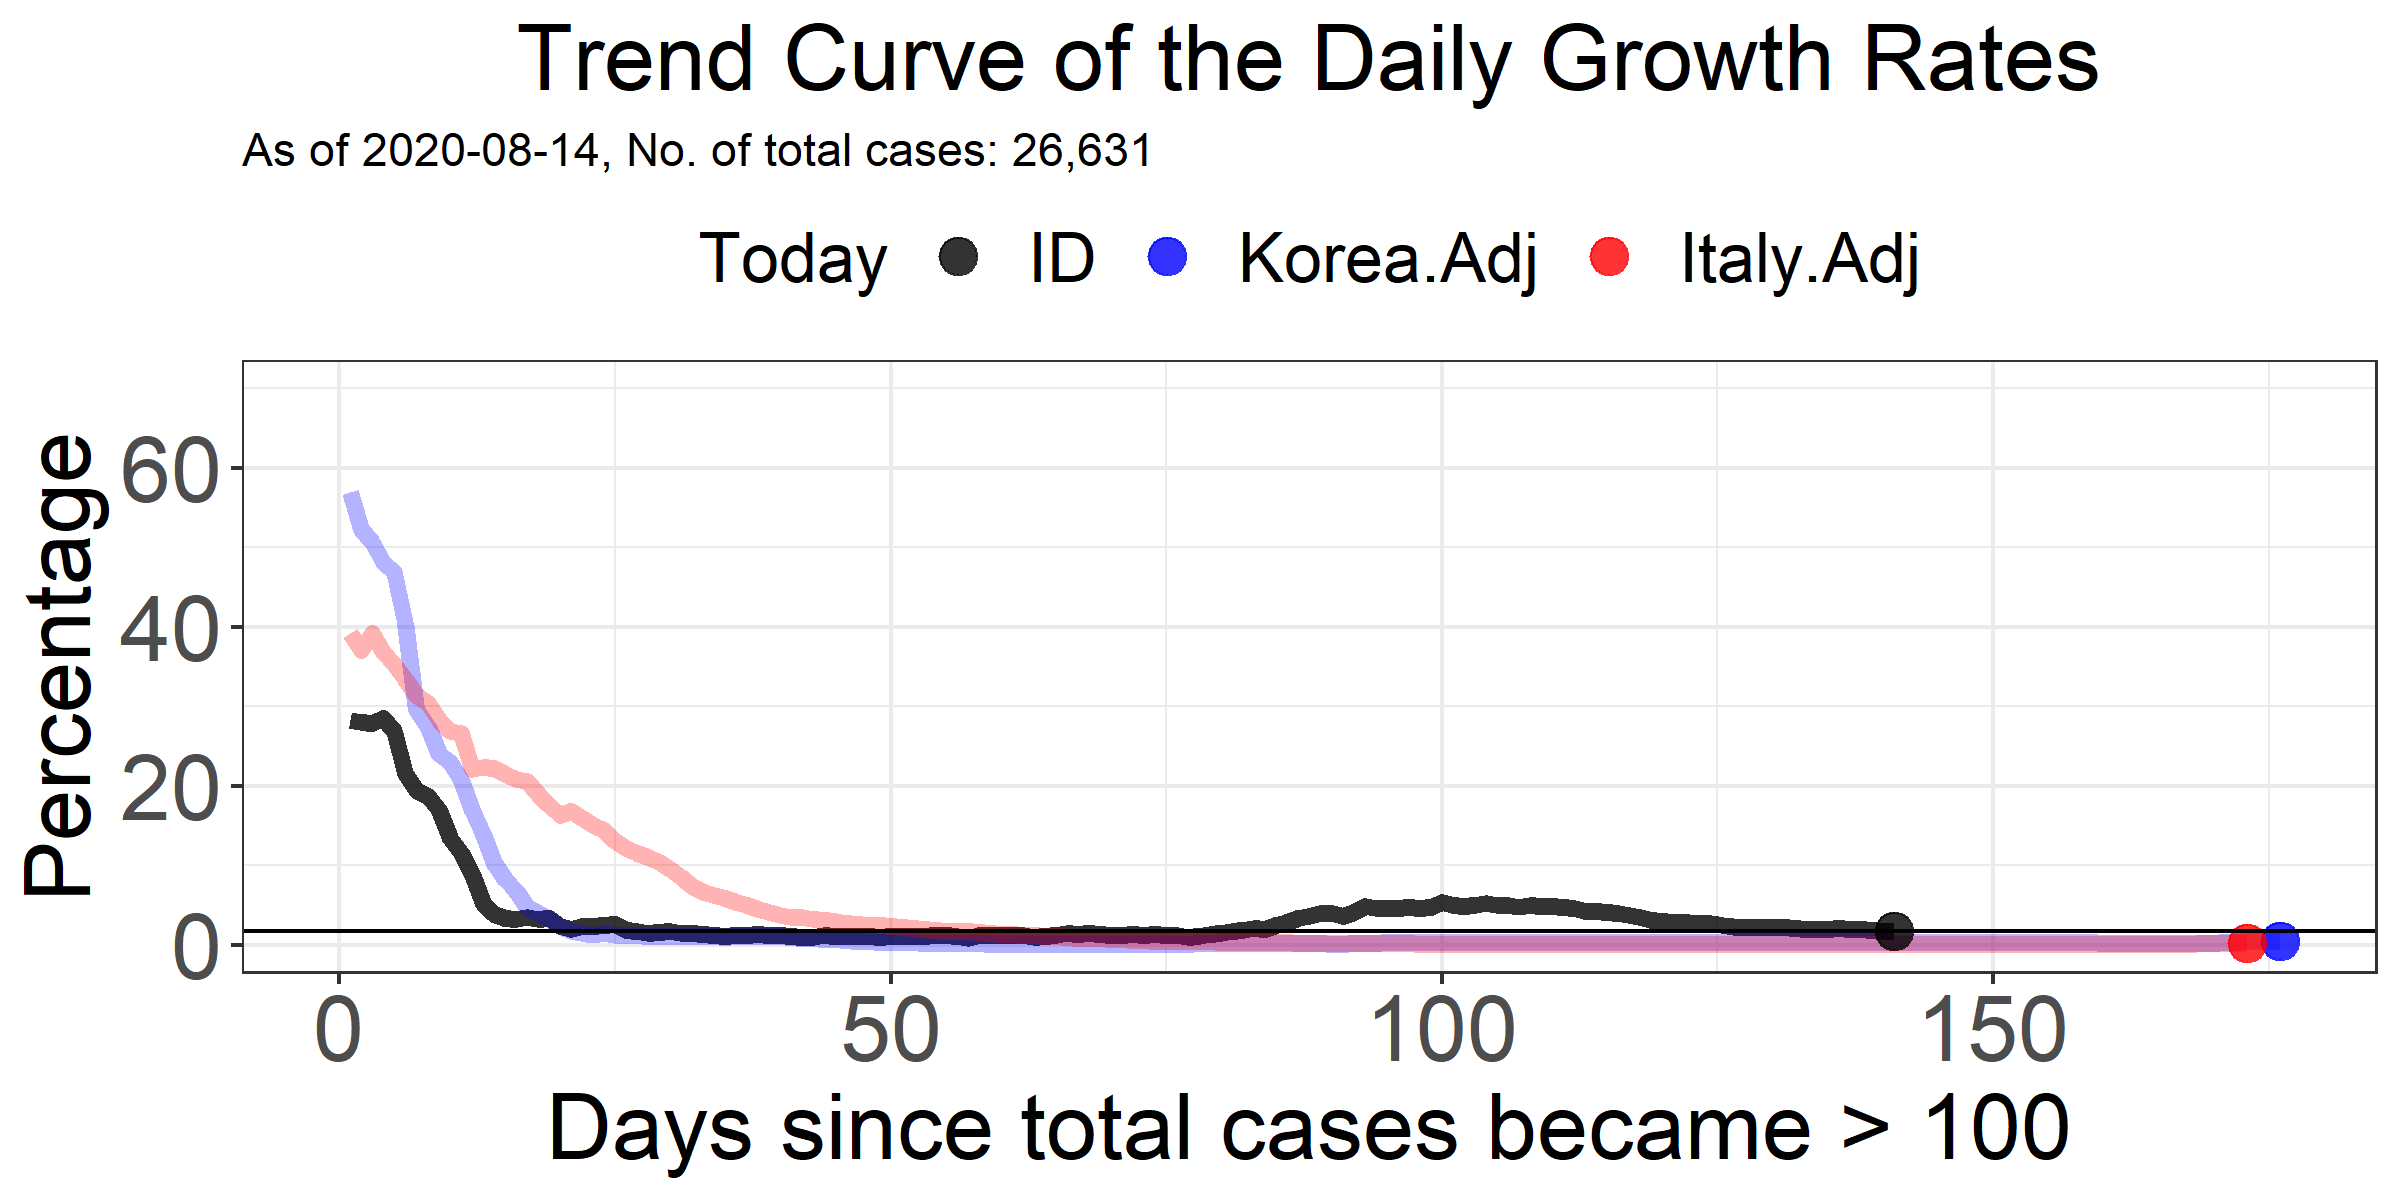 Trend Curve of the Daily Growth Rates
As of 2020-08-14, No. of total cases: 26,631
Today ID Korea.Adj Italy.Adj
Percentage
60
40
20
0
0 50 100 150
Days since total cases became > 100